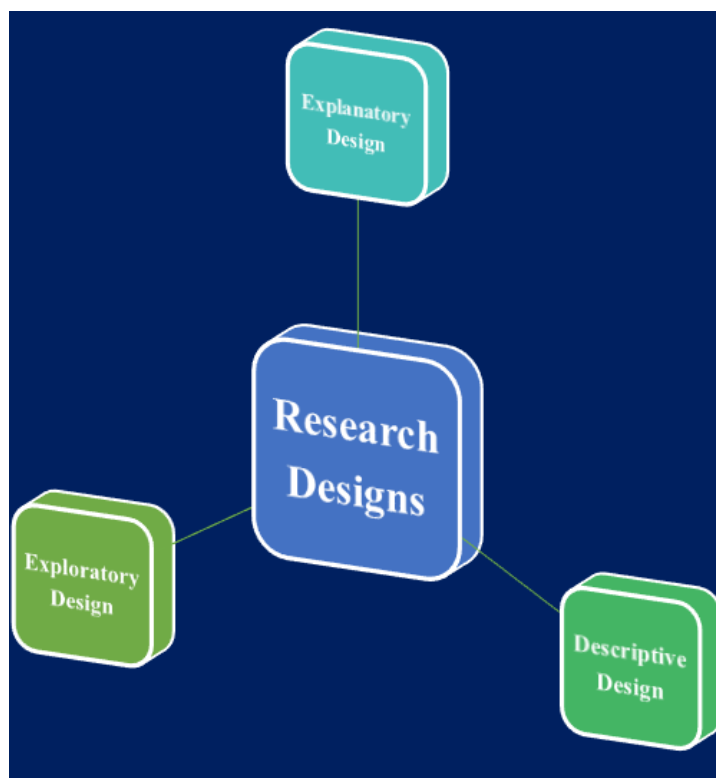 Explanatory
Design
Research
Designs
Exploratory
Design
Descriptive
Design